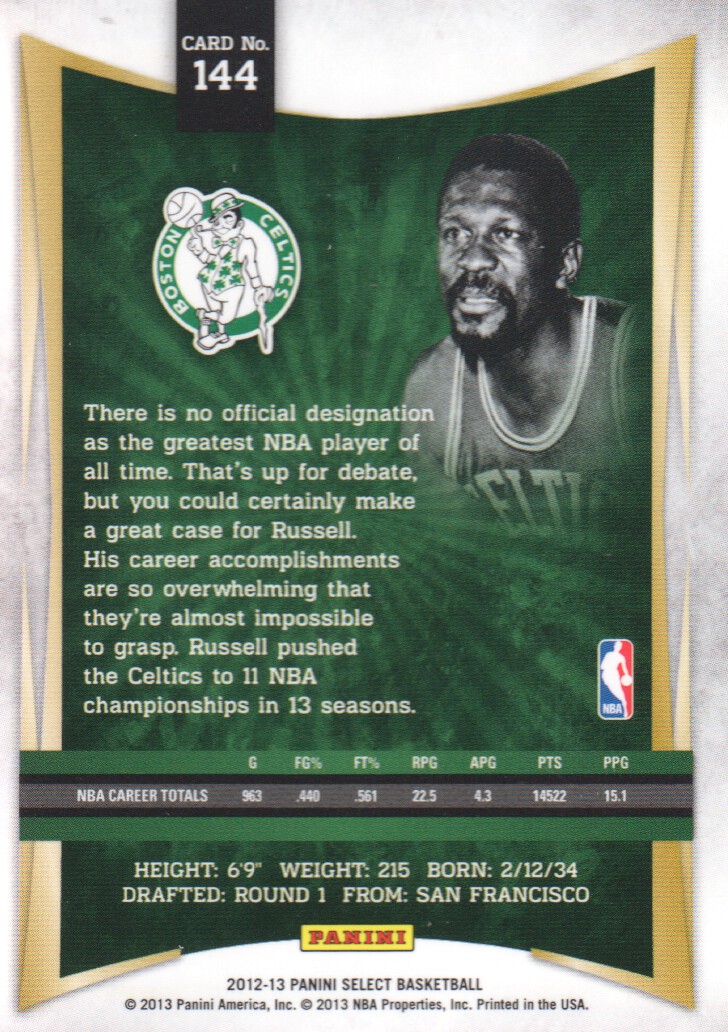 CARD No.
144
BOSTON CELTICS
There is no official designation
as the greatest NBA player of
all time. That's up for debate,
but you could certainly make
a great case for Russell.
His career accomplishments
are so overwhelming that
they're almost impossible
to grasp. Russell pushed
the Celtics to 11 NBA
championships in 13 seasons.
ELTI
NBA
G FG% FT% RPG APG PTS PPG
NBA CAREER TOTALS 963 .440 .561 22.5 4.3 14522 15.1
HEIGHT: 6'9" WEIGHT: 215 BORN: 2/12/34
DRAFTED: ROUND 1 FROM: SAN FRANCISCO
PANINI
2012-13 PANINI SELECT BASKETBALL
© 2013 Panini America, Inc. © 2013 NBA Properties, Inc. Printed in the USA.